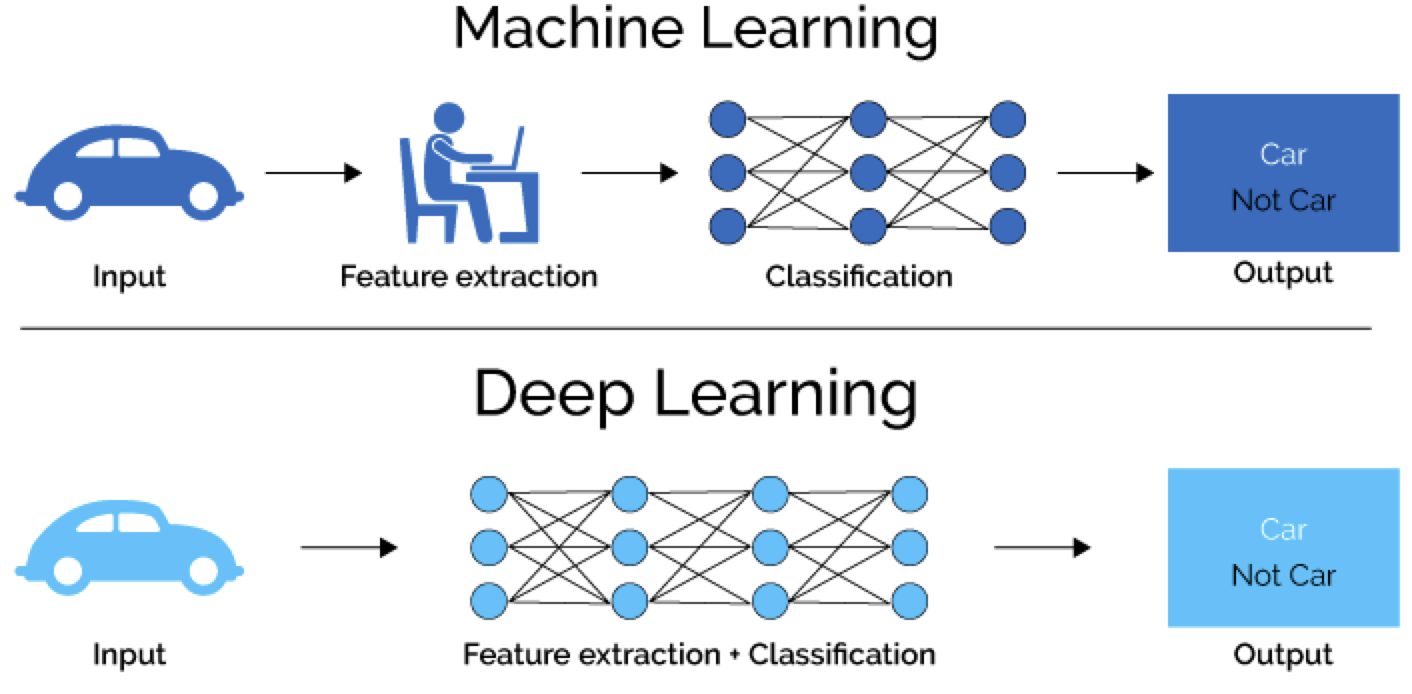 Machine Learning
Car
Not Car
Input
Feature extraction
Classification
Output
Deep Learning
Car
Not Car
Input
Feature extraction + Classification
Output